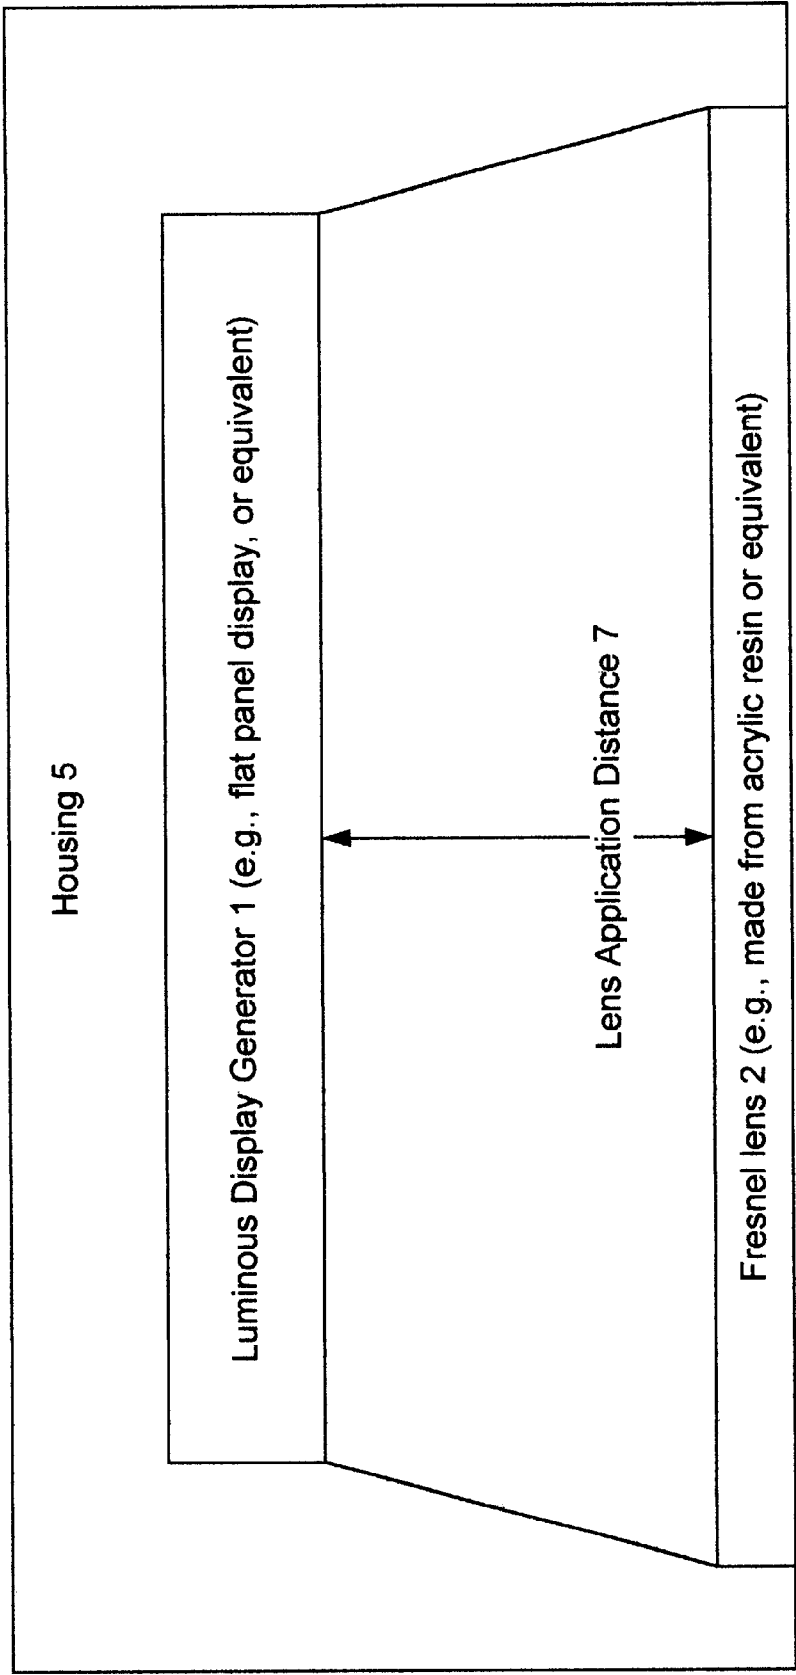 Housing 5
Luminous Display Generator 1 (e.g., flat panel display, or equivalent)
Lens Application Distance 7
Fresnel lens 2 (e.g., made from acrylic resin or equivalent)